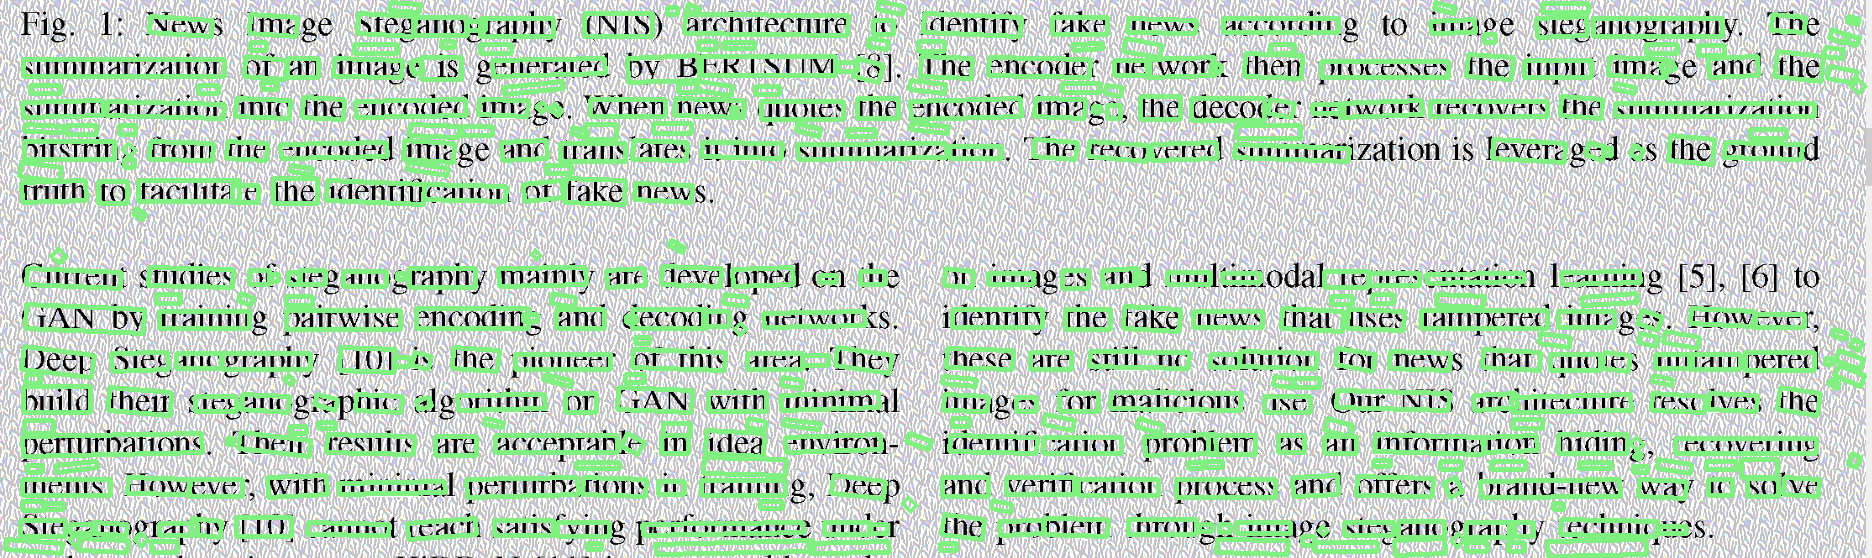 Fig. 1: News Image Steganography (NIS) architecture to identify fake news according to image steganography. The
summarization of an image is generated by BERTSUM [8]. The encoder network then processes the input image and the
summarization into the encoded image. When news quotes the encoded image, the decoder network recovers the summarization
bitstring from the encoded image and translates it into summarization. The recovered summarization is leveraged as the ground
truth to facilitate the identification of fake news.
Current studies of steganography mainly are developed on the
GAN by training pairwise encoding and decoding networks.
Deep Steganography [10] is the pioneer of this area. They
build their steganographic algorithm on GAN with minimal
perturbations. Their results are acceptable in idea environ-
ments. However, with minimal perturbations in training, Deep
Steganography [10] cannot reach satisfying performance under
on images and multimodal representation learning [5], [6] to
identify the fake news that uses tampered images. However,
these are still no solution for news that quotes untampered
images for malicious use. Our NIS architecture resolves the
identification problem as an information hiding, recovering
and verification process and offers a brand-new way to solve
the problem through image steganography techniques.